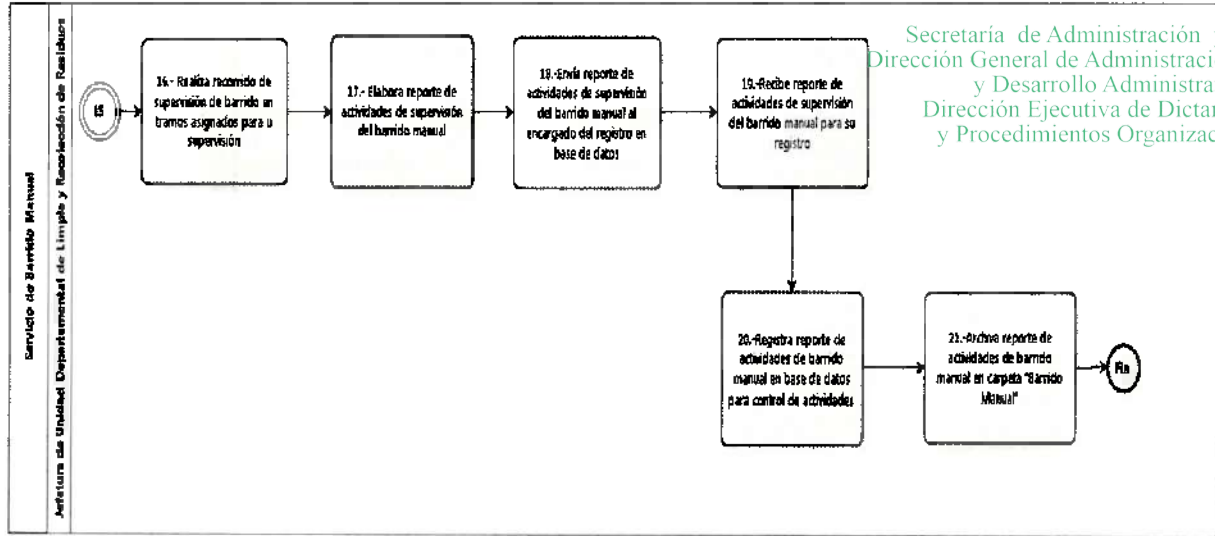 Servicio de Barrido Manual
Jefatura de Unidad Departamental de Limpia y Recolección de Residuos
15
16.- Realiza recorrido de
supervisión de barrido en
tramos asignados para u
supervisión
17.- Elabora reporte de
actividades de supervisión
del barrido manual
18.-Envía reporte de
actividades de supervisión
del barrido manual al
encargado del registro en
base de datos
19.-Recibe reporte de
actividades de supervisión
del barrido manual para su
registro
Secretaría de Administración
Dirección General de Administraci
y Desarrollo Administra
Dirección Ejecutiva de Dictam
y Procedimientos Organizac
20.-Registra reporte de
actividades de barrido
manual en base de datos
para control de actividades
21.-Archiva reporte de
actividades de barrido
manual en carpeta "Barrido
Manual"
Fin